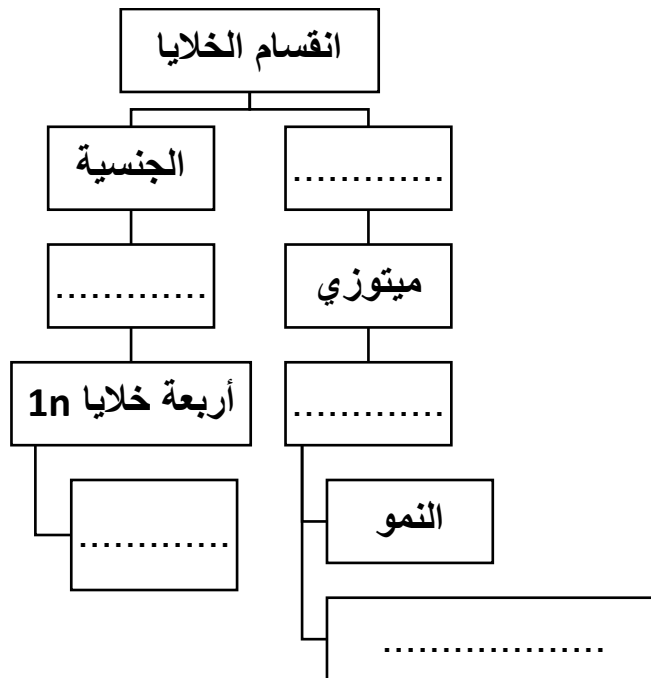 انقسام الخلايا
.............
الجنسية
ميتوزي
.............
.............
أربعة خلايا 1n
النمو
.............
...................